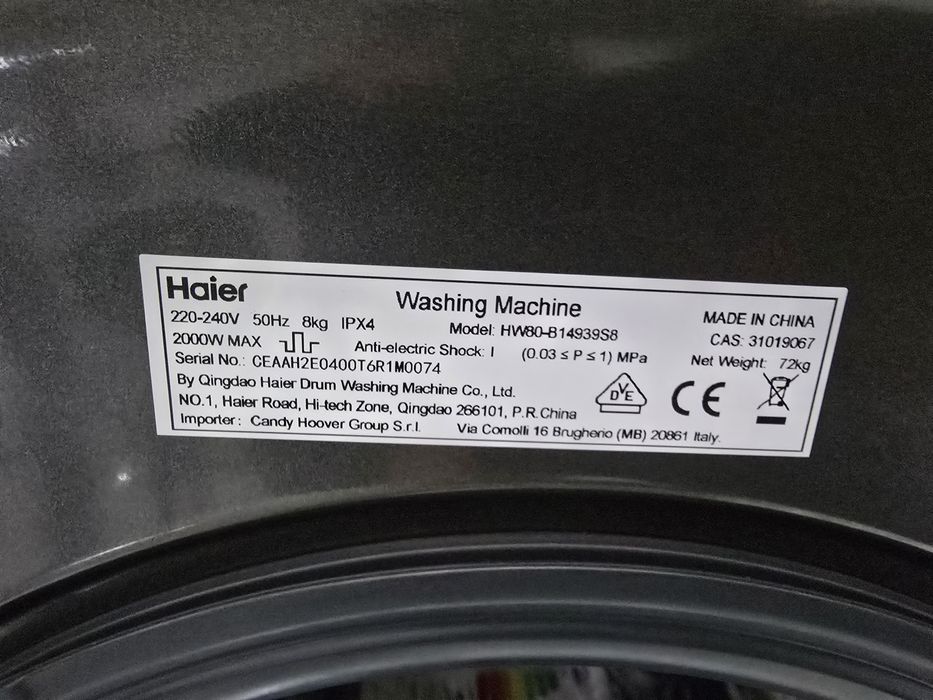 Haier
Washing Machine
220-240V 50Hz 8kg IPX4
Model: HW80-B14939S8
MADE IN CHINA
2000W MAX
Anti-electric Shock: I (0.03 ≤ P ≤ 1) MPa
CAS: 31019067
Serial No.: CEAAH2E0400T6R1M0074
Net Weight: 72kg
By Qingdao Haier Drum Washing Machine Co., Ltd.
NO.1, Haier Road, Hi-tech Zone, Qingdao 266101, P.R.China
DVE
CE
Importer: Candy Hoover Group S.r.l. Via Comolli 16 Brugherio (MB) 20861 Italy.